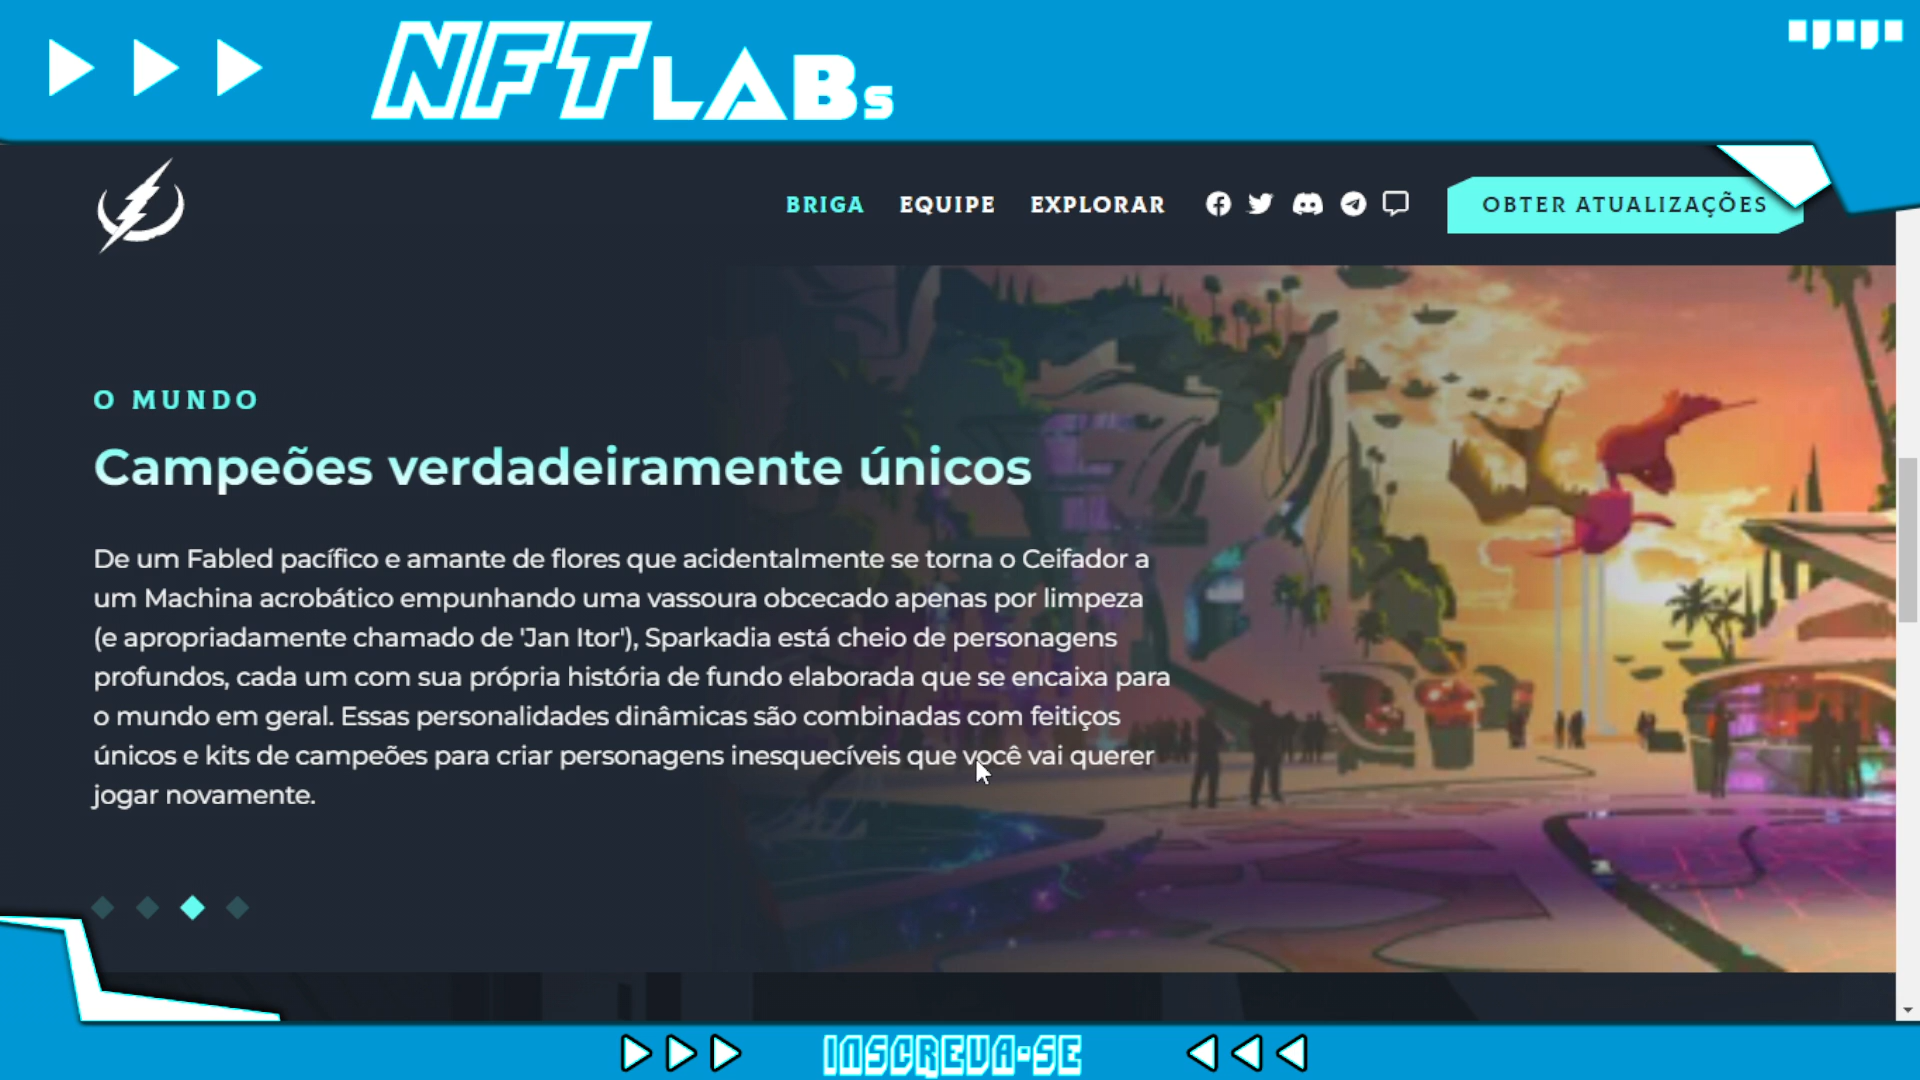 NFT LABs
BRIGA EQUIPE EXPLORAR OBTER ATUALIZAÇÕES
O MUNDO
Campeões verdadeiramente únicos
De um Fabled pacífico e amante de flores que acidentalmente se torna o Ceifador a
um Machina acrobático empunhando uma vassoura obcecado apenas por limpeza
(e apropriadamente chamado de 'Jan Itor'), Sparkadia está cheio de personagens
profundos, cada um com sua própria história de fundo elaborada que se encaixa para
o mundo em geral. Essas personalidades dinâmicas são combinadas com feitiços
únicos e kits de campeões para criar personagens inesquecíveis que você vai querer
jogar novamente.
INSCREVA-SE